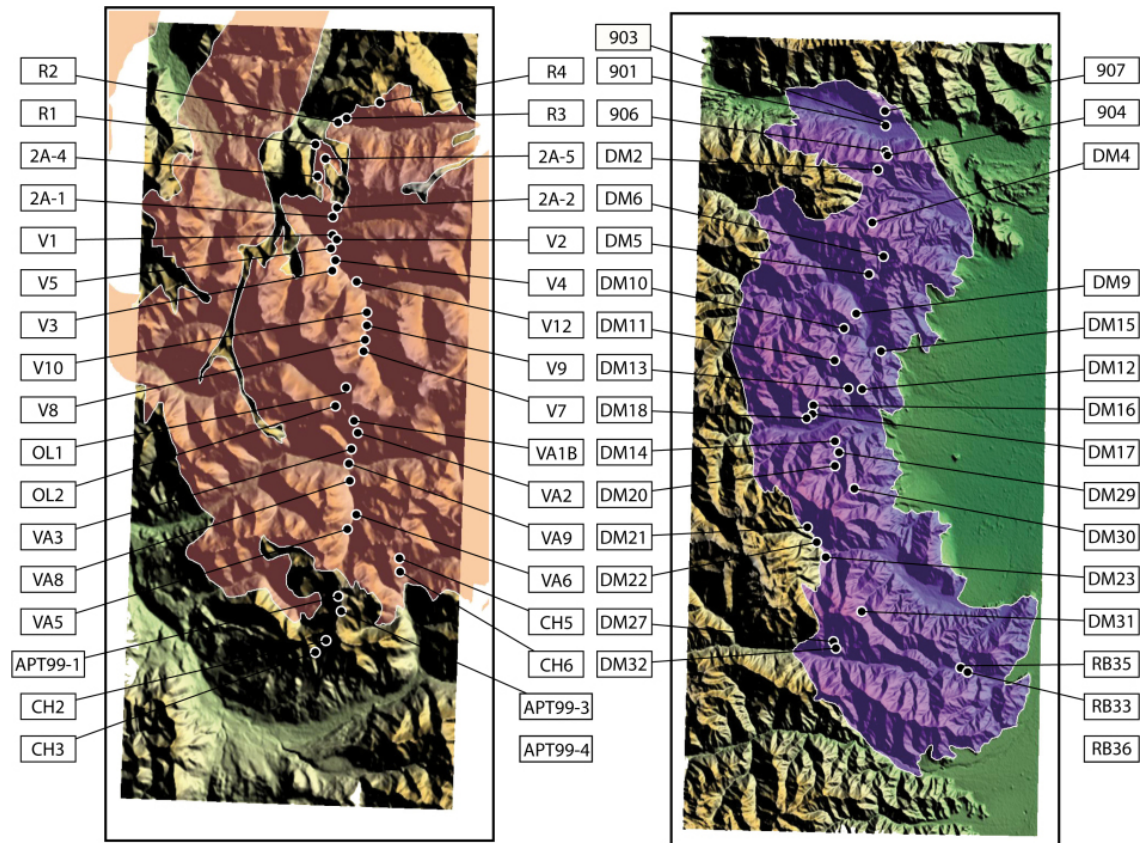 903
R2
R4
901
907
R1
R3
906
904
2A-4
2A-5
DM2
DM4
2A-1
2A-2
DM6
V1
V2
DM5
V5
V4
DM10
DM9
V3
V12
DM11
DM15
V10
V9
DM13
DM12
V8
V7
DM18
DM16
OL1
VA1B
DM14
DM17
OL2
VA2
DM20
DM29
VA3
VA9
DM21
DM30
VA8
VA6
DM22
DM23
VA5
CH5
DM27
DM31
APT99-1
CH6
DM32
RB35
CH2
APT99-3
RB33
CH3
APT99-4
RB36